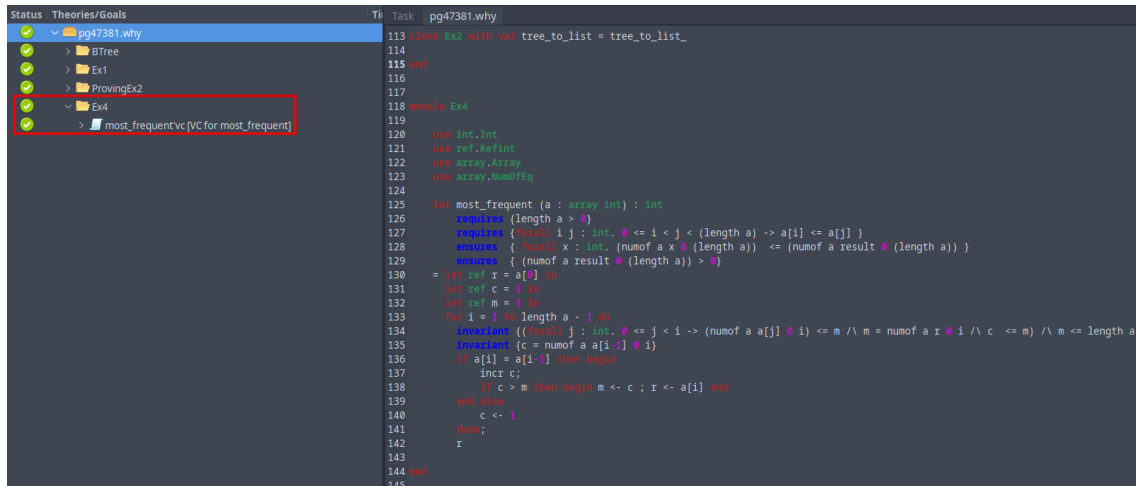 Status Theories/Goals Ti
pg47381.why
BTree
Ex1
ProvingEx2
Ex4
most_frequent'vc [VC for most_frequent]
Task pg47381.why
113 clone Ex2 with val tree_to_list = tree_to_list_
114
115 end
116
117
118 module Ex4
119
120 use int.Int
121 use ref.Refint
122 use array.Array
123 use array.NumOfEq
124
125 let most_frequent (a : array int) : int
126 requires {length a > 0}
127 requires {forall i j : int. 0 <= i < j < (length a) -> a[i] <= a[j] }
128 ensures { forall x : int. (numof a x 0 (length a)) <= (numof a result 0 (length a)) }
129 ensures { (numof a result 0 (length a)) > 0}
130 = let ref r = a[0] in
131 let ref c = 1 in
132 let ref m = 1 in
133 for i = 1 to length a - 1 do
134 invariant ((forall j : int. 0 <= j < i -> (numof a a[j] 0 i) <= m /\ m = numof a r 0 i /\ c <= m) /\ m <= length a
135 invariant {c = numof a a[i-1] 0 i}
136 if a[i] = a[i-1] then begin
137 incr c;
138 if c > m then begin m <- c ; r <- a[i] end
139 end else
140 c <- 1
141 done;
142 r
143
144 end
145